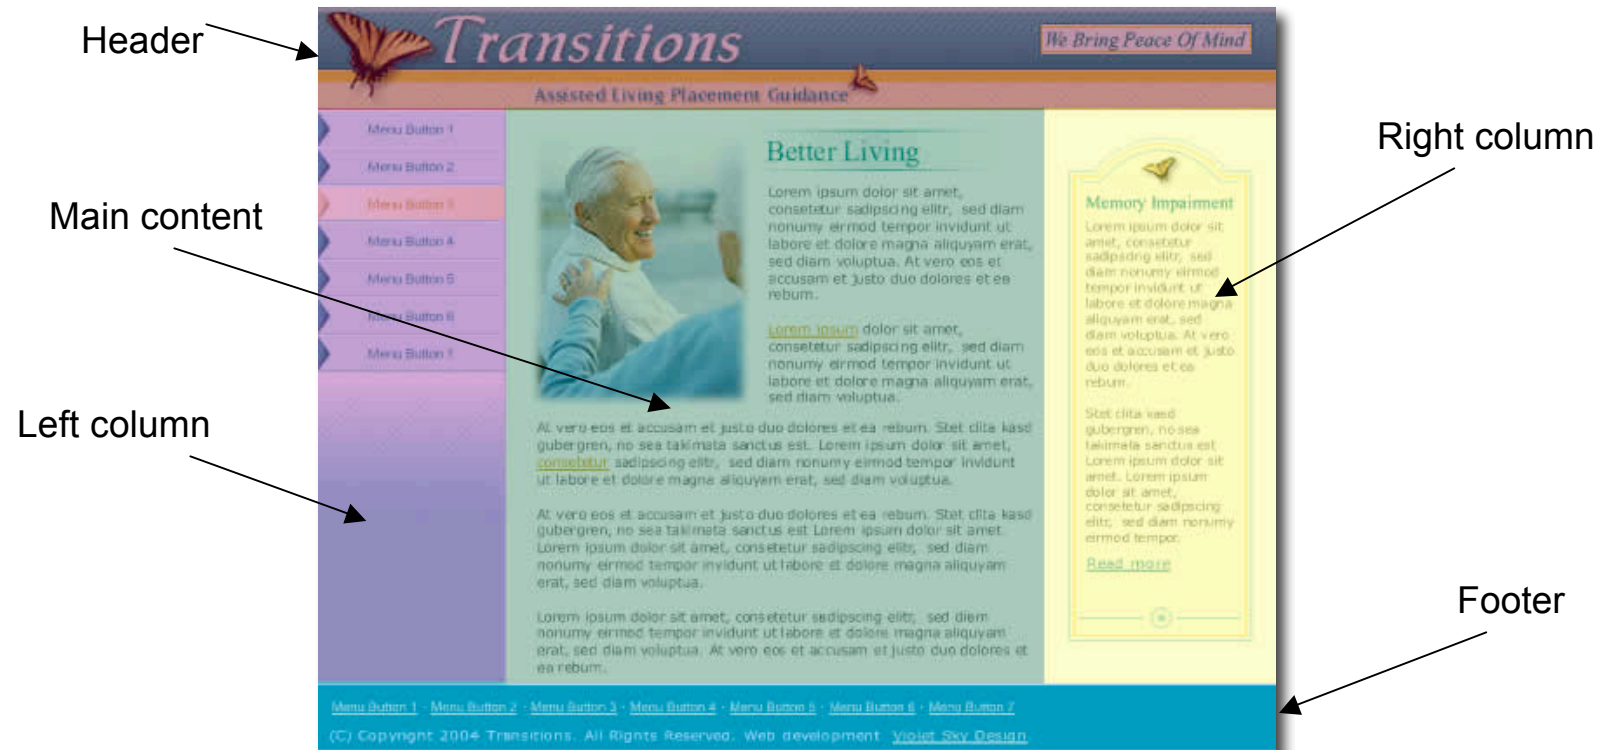 Header
Transitions
We Bring Peace Of Mind
Assisted Living Placement Guidance
Right column
Main content
Left column
Footer
Menu Button 1
Menu Button 2
Menu Button 3
Menu Button 4
Menu Button 5
Menu Button 6
Menu Button 1
Better Living
Lorem ipsum dolor sit amet,
consetetur sadipscing elitr, sed diam
nonumy eirmod tempor invidunt ut
labore et dolore magna aliquyam erat,
sed diam voluptua. At vero eos et
accusam et justo duo dolores et ea
rebum.
Lorem ipsum dolor sit amet,
consetetur sadipscing elitr, sed diam
nonumy eirmod tempor invidunt ut
labore et dolore magna aliquyam erat,
sed diam voluptua.
At vero eos et accusam et justo duo dolores et ea rebum. Stet clita kasd
gubergren, no sea takimata sanctus est. Lorem ipsum dolor sit amet,
consetetur sadipscing elitr, sed diam nonumy eirmod tempor invidunt
ut labore et dolore magna aliquyam erat, sed diam voluptua.
At vero eos et accusam et justo duo dolores et ea rebum. Stet clita kasd
gubergren, no sea takimata sanctus est Lorem ipsum dolor sit amet.
Lorem ipsum dolor sit amet, consetetur sadipscing elitr, sed diam
nonumy eirmod tempor invidunt ut labore et dolore magna aliquyam
erat, sed diam voluptua.
Lorem ipsum dolor sit amet, consetetur sadipscing elitr, sed diam
nonumy eirmod tempor invidunt ut labore et dolore magna aliquyam
erat, sed diam voluptua. At vero eos et accusam et justo duo dolores et
ea rebum.
Memory Impairment
Lorem ipsum dolor sit
amet, consetetur
sadipscing elitr, sed
diam nonumy eirmod
tempor invidunt ut
labore et dolore magna
aliquyam erat, sed
diam voluptua. At vero
eos et accusam et justo
duo dolores et ea
rebum.
Stet clita kasd
gubergren, no sea
takimata sanctus est
Lorem ipsum dolor sit
amet. Lorem ipsum
dolor sit amet,
consetetur sadipscing
elitr, sed diam nonumy
eirmod tempor.
Read more
Menu Button 1 - Menu Button 2 - Menu Button 3 - Menu Button 4 - Menu Button 5 - Menu Button 6 - Menu Button 7
(C) Copyright 2004 Transitions. All Rights Reserved. Web development Violet Sky Design